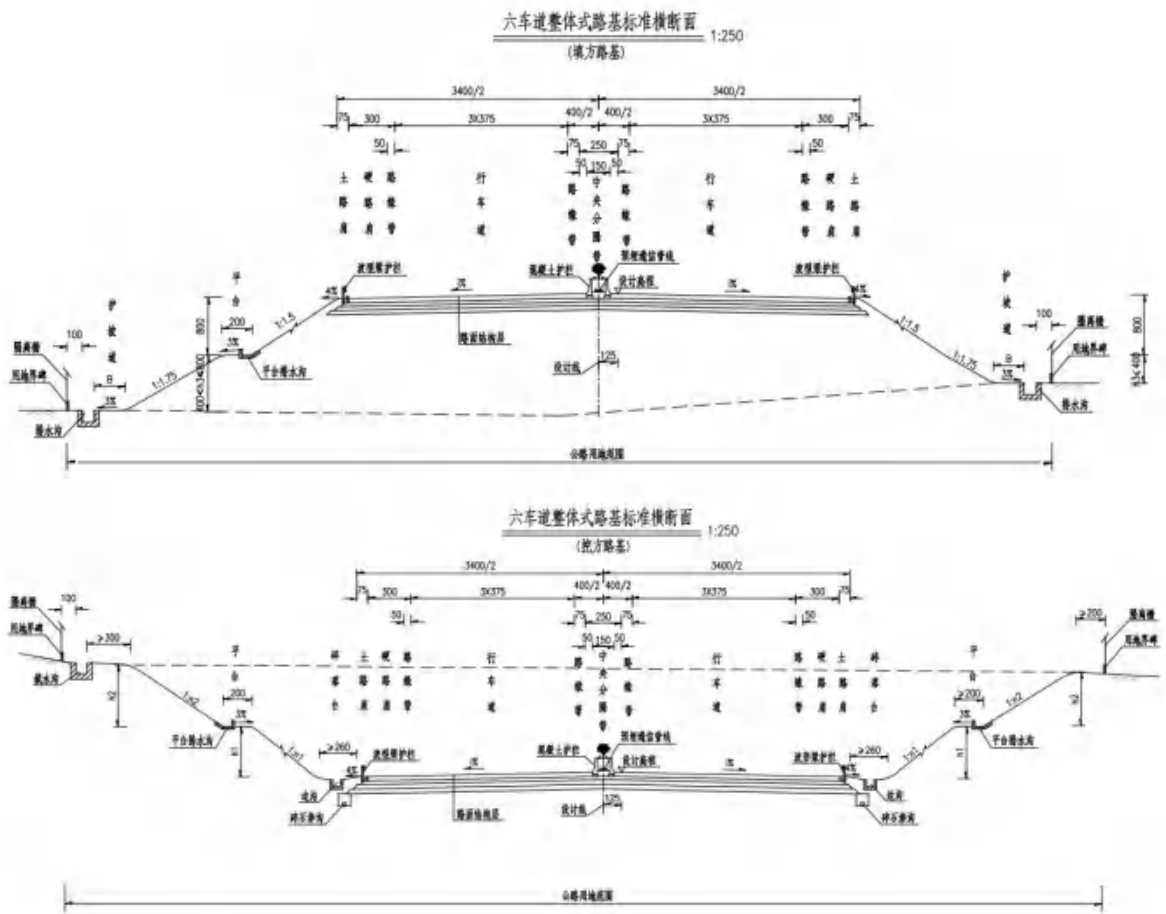 六车道整体式路基标准横断面 1:250
(填方路基)
3400/2 3400/2
75 300 3X375 400/2 400/2 3X375 300 75
50 75 250 75 50
50 150 50
土路肩 硬路肩 路缘带 行车道 路缘带 中央分隔带 路缘带 行车道 路缘带 硬路肩 土路肩
预埋通信管线
波型梁护栏 混凝土护栏 设计高程 波型梁护栏
平台 护坡道 护坡道
4% i% i% 4%
200 1:1.5 1:1.5
100 800 800 100
隔离栅 3% 路面结构层 125 隔离栅
用地界碑 B 1:1.75 平台排水沟 设计线 1:1.75 B 用地界碑
3% 3% h3≤400
排水沟 排水沟
公路用地范围
六车道整体式路基标准横断面 1:250
(挖方路基)
3400/2 3400/2
75 300 3X375 400/2 400/2 3X375 300 75
50 75 250 75 50
50 150 50
隔离栅 100 ≥200 隔离栅
用地界碑 ≥300 用地界碑
平台 碎落台 土路肩 硬路肩 路缘带 行车道 路缘带 中央分隔带 路缘带 行车道 路缘带 硬路肩 土路肩 碎落台 平台
截水沟 h2 1:n2 200 ≥200 1:n2 h2
3% 3%
平台排水沟 h1 1:n1 ≥260 波型梁护栏 混凝土护栏 预埋通信管线 设计高程 波形梁护栏 ≥260 1:n1 h1 平台排水沟
4% i% i% 4%
边沟 125 边沟
碎石渗沟 路面结构层 设计线 碎石渗沟
公路用地范围